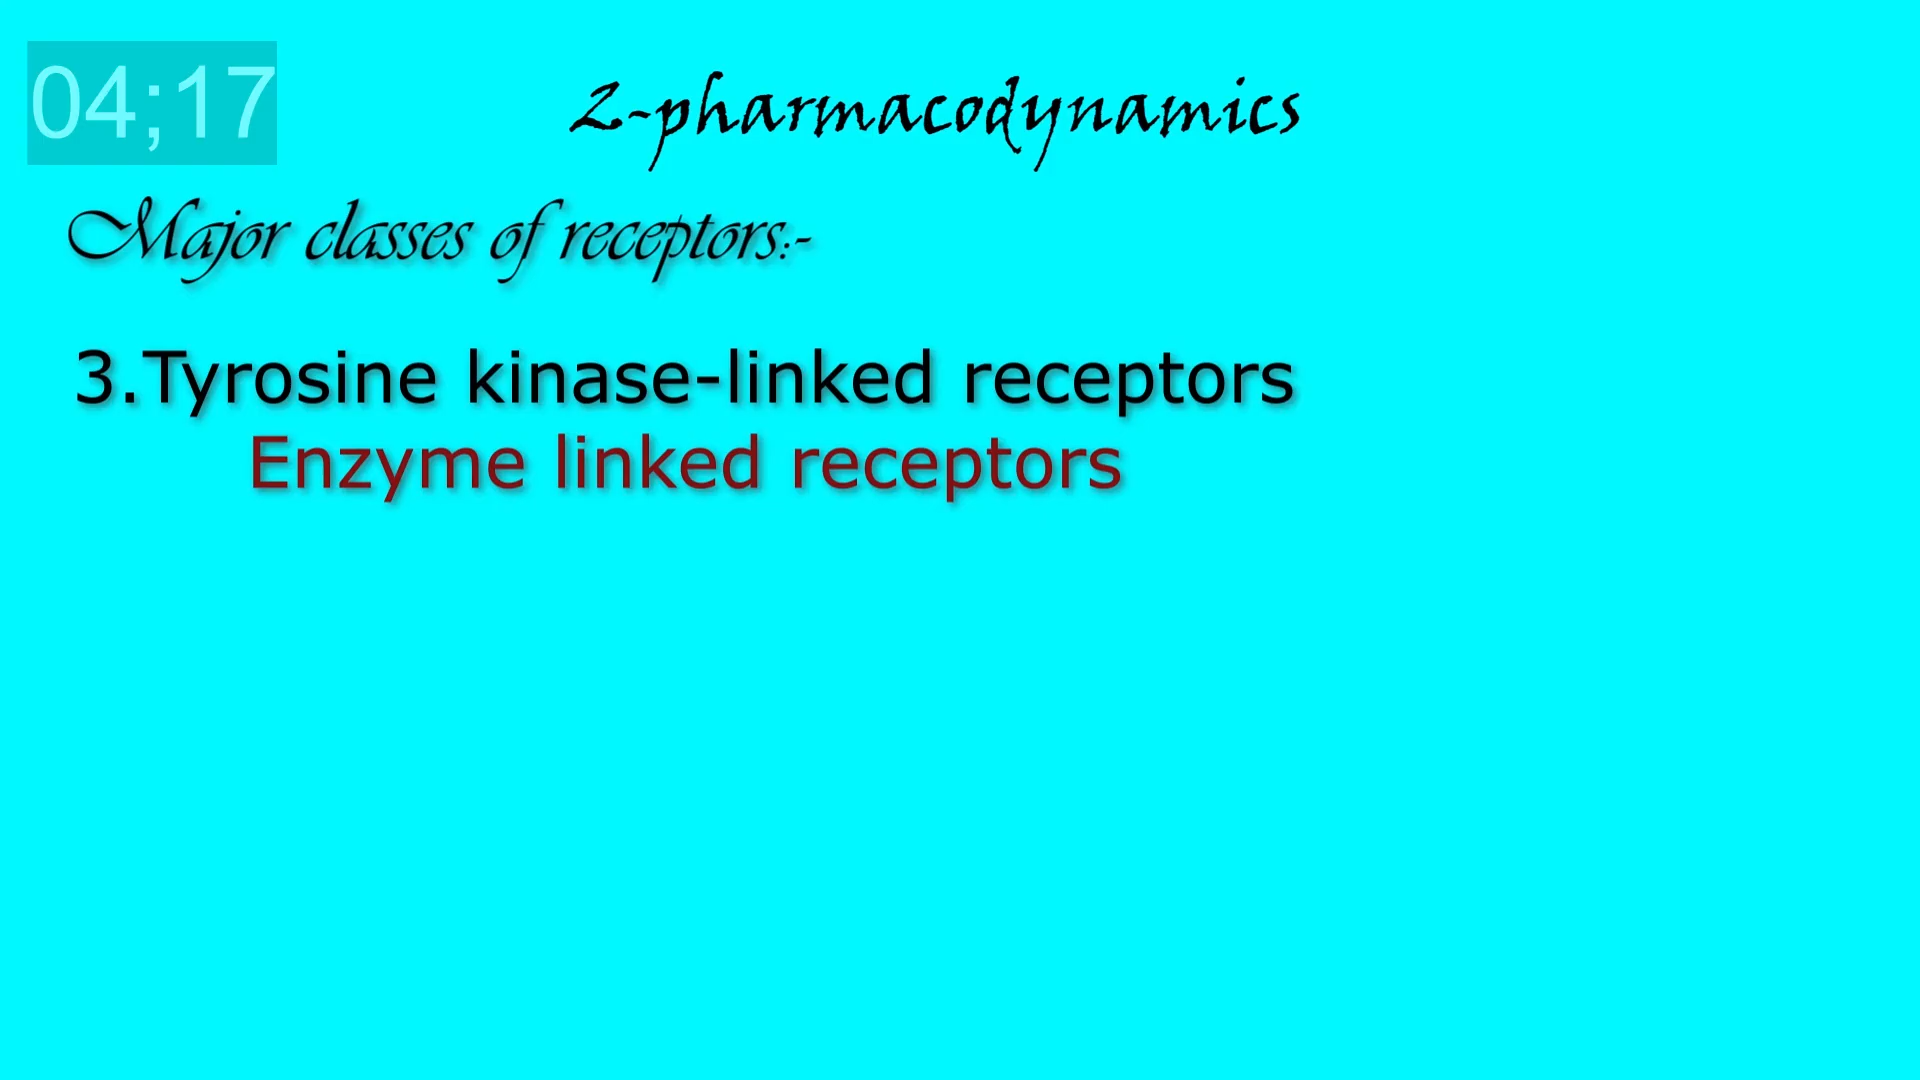 04;17
2-pharmacodynamics
Major classes of receptors:-
3.Tyrosine kinase-linked receptors
Enzyme linked receptors